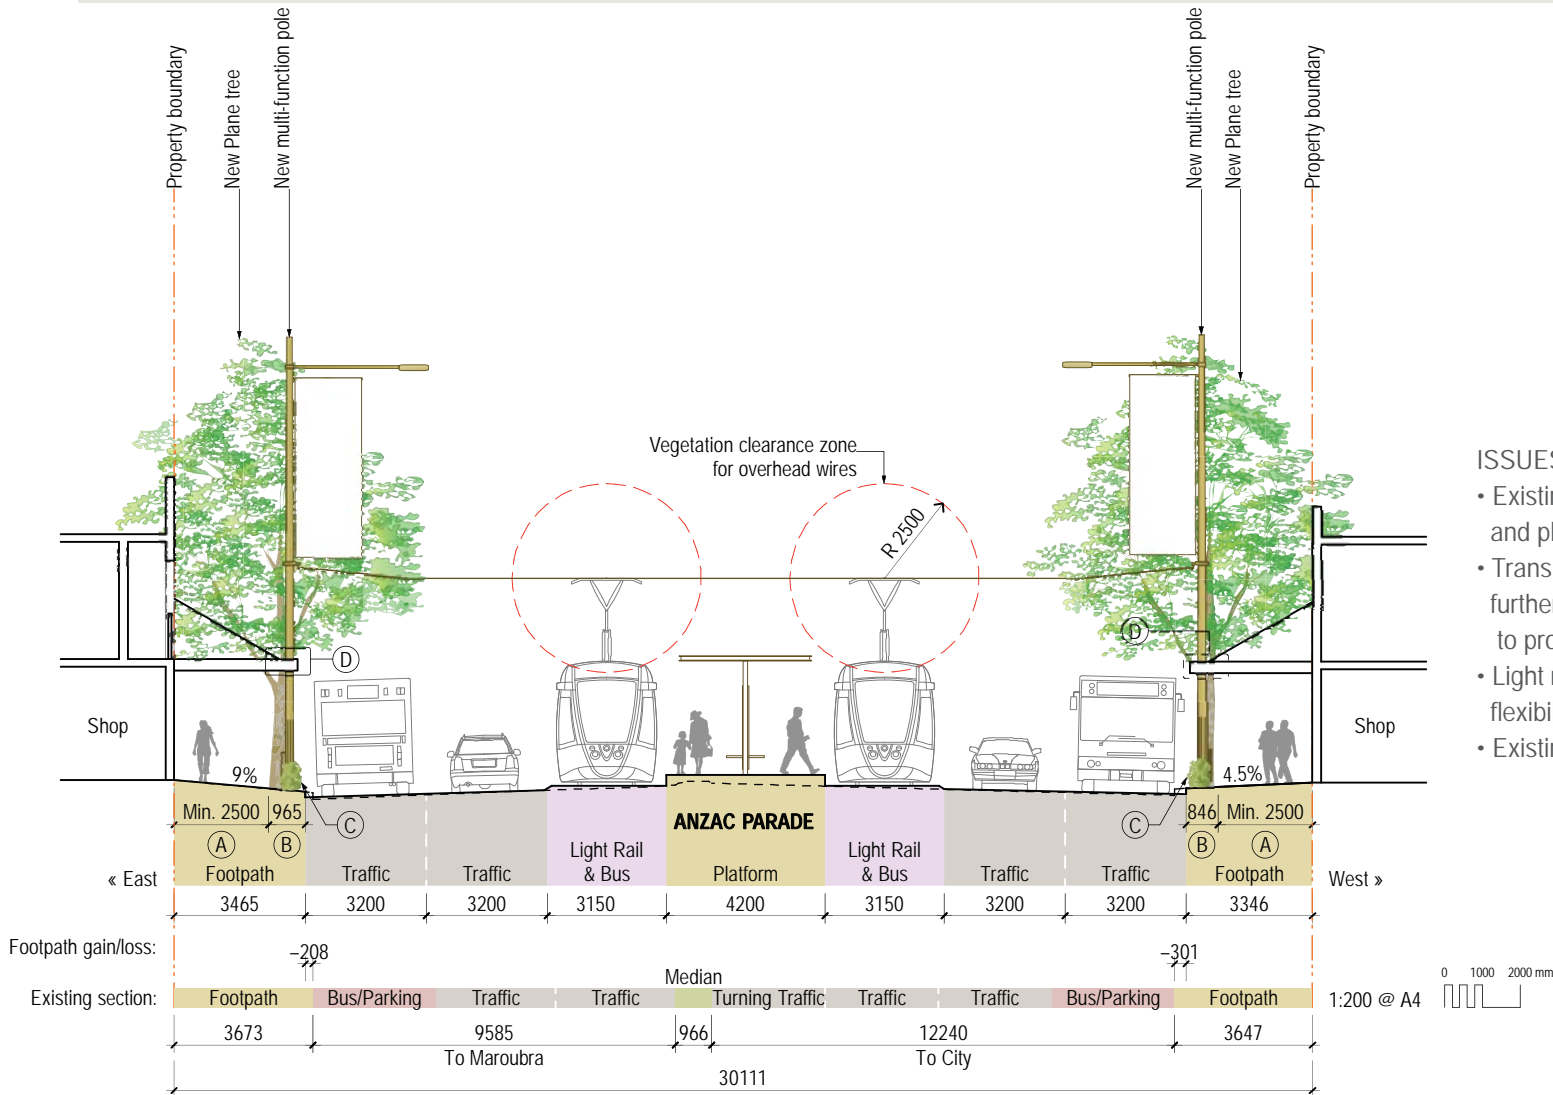 Property boundary
New Plane tree
New multi-function pole
New multi-function pole
New Plane tree
Property boundary
Vegetation clearance zone
for overhead wires
R 2500
ISSUES
• Existin
and pl
• Trans
further
to pro
• Light r
flexibi
• Existin
D
D
Shop
Shop
9%
4.5%
Min. 2500
965
C
ANZAC PARADE
C
846
Min. 2500
A
B
B
A
« East
Footpath
Traffic
Traffic
Light Rail
& Bus
Platform
Light Rail
& Bus
Traffic
Traffic
Footpath
West »
3465
3200
3200
3150
4200
3150
3200
3200
3346
Footpath gain/loss:
–208
–301
Median
Existing section:
Footpath
Bus/Parking
Traffic
Traffic
Turning Traffic
Traffic
Traffic
Bus/Parking
Footpath
1:200 @ A4
0 1000 2000 mm
3673
9585
966
12240
3647
To Maroubra
To City
30111